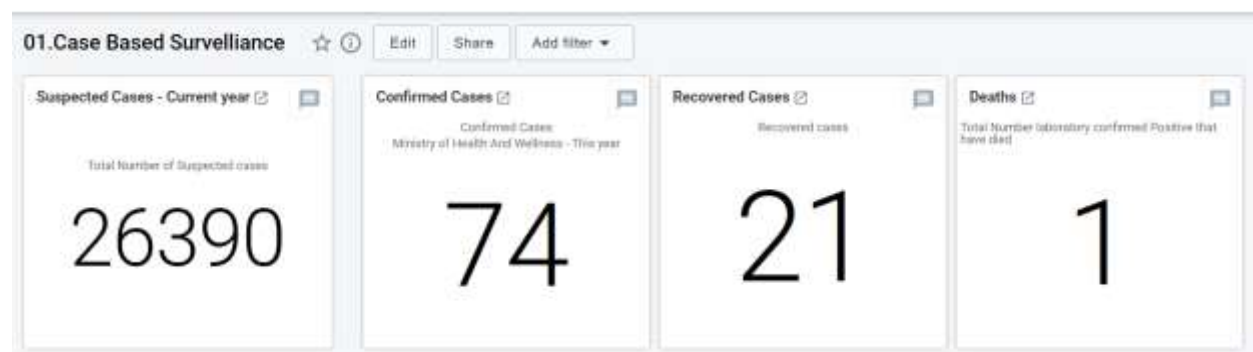 01.Case Based Survelliance
Edit
Share
Add filter
Suspected Cases - Current year
Total Number of Suspected cases
26390
Confirmed Cases
Confirmed Cases
Ministry of Health And Wellness - This year
74
Recovered Cases
Recovered cases
21
Deaths
Total Number laboratory confirmed Positive that
have died
1